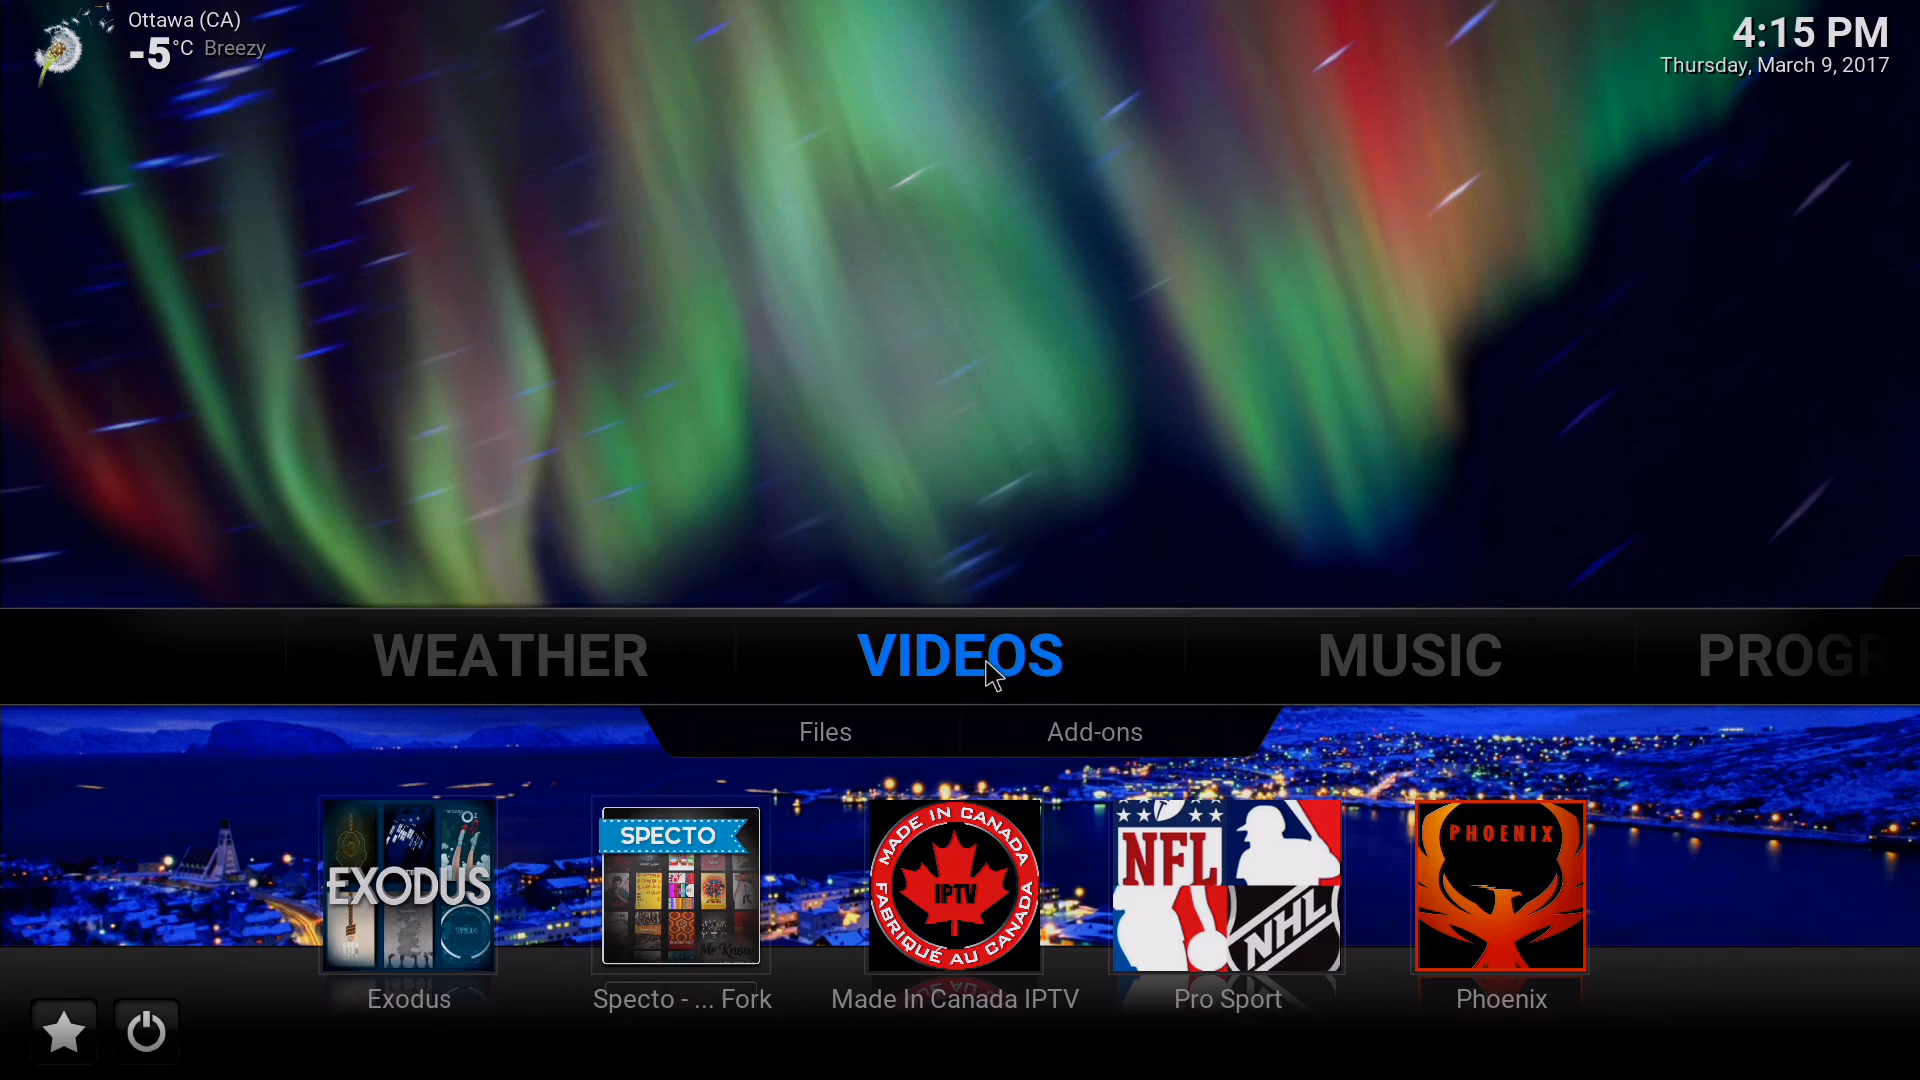 Ottawa (CA)
-5°C Breezy
4:15 PM
Thursday, March 9, 2017
WEATHER
VIDEOS
MUSIC
PROGR
Files
Add-ons
EXODUS
SPECTO
Mr Know
MADE IN CANADA
IPTV
FABRIQUÉ AU CANADA
NFL
NHL
PHOENIX
Exodus
Specto - ... Fork
Made In Canada IPTV
Pro Sport
Phoenix